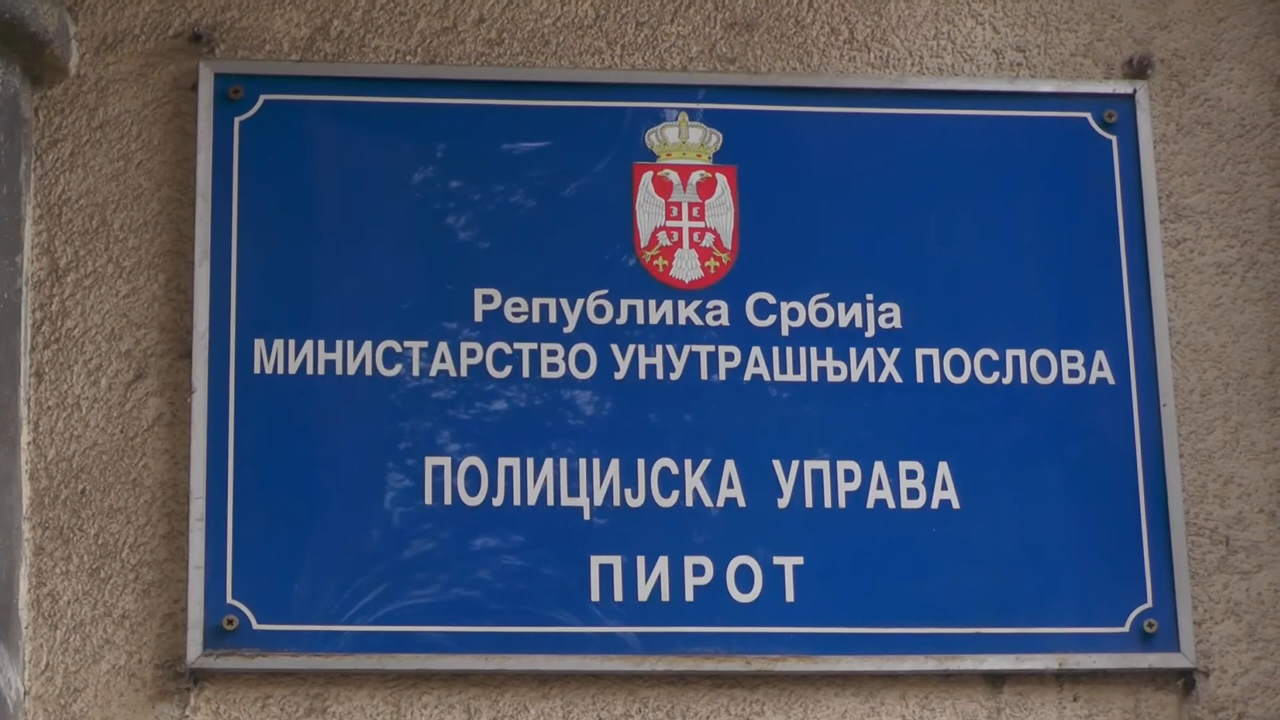 Република Србија
МИНИСТАРСТВО УНУТРАШЊИХ ПОСЛОВА
ПОЛИЦИЈСКА УПРАВА
ПИРОТ